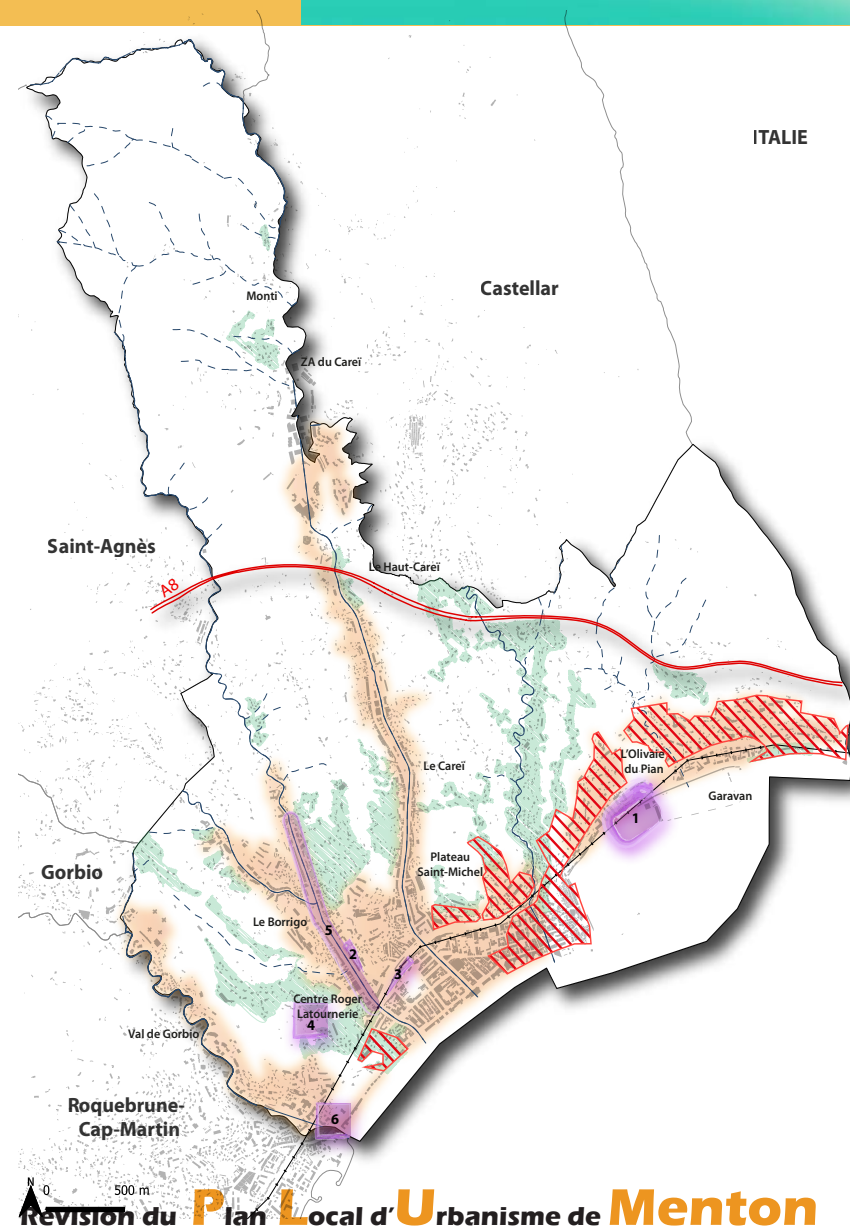 ITALIE
Castellar
Monti
ZA du Careï
Saint-Agnès
Le Haut-Careï
A8
L'Olivaie
du Pian
Le Careï
Garavan
1
Plateau
Saint-Michel
Gorbio
Le Borrigo
5
2
3
Centre Roger
Latournerie
4
Val de Gorbio
Roquebrune-
Cap-Martin
6
N
0 500 m
Révision du Plan Local d'Urbanisme de Menton